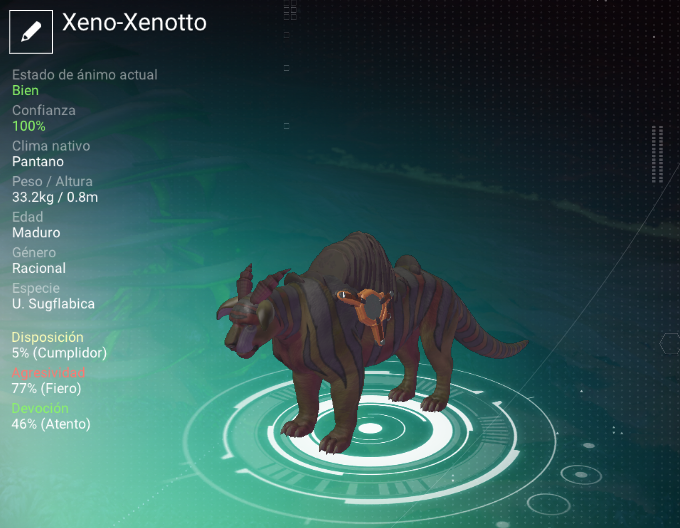 Xeno-Xenotto
Estado de ánimo actual
Bien
Confianza
100%
Clima nativo
Pantano
Peso / Altura
33.2kg / 0.8m
Edad
Maduro
Género
Racional
Especie
U. Sugflabica
Disposición
5% (Cumplidor)
Agresividad
77% (Fiero)
Devoción
46% (Atento)